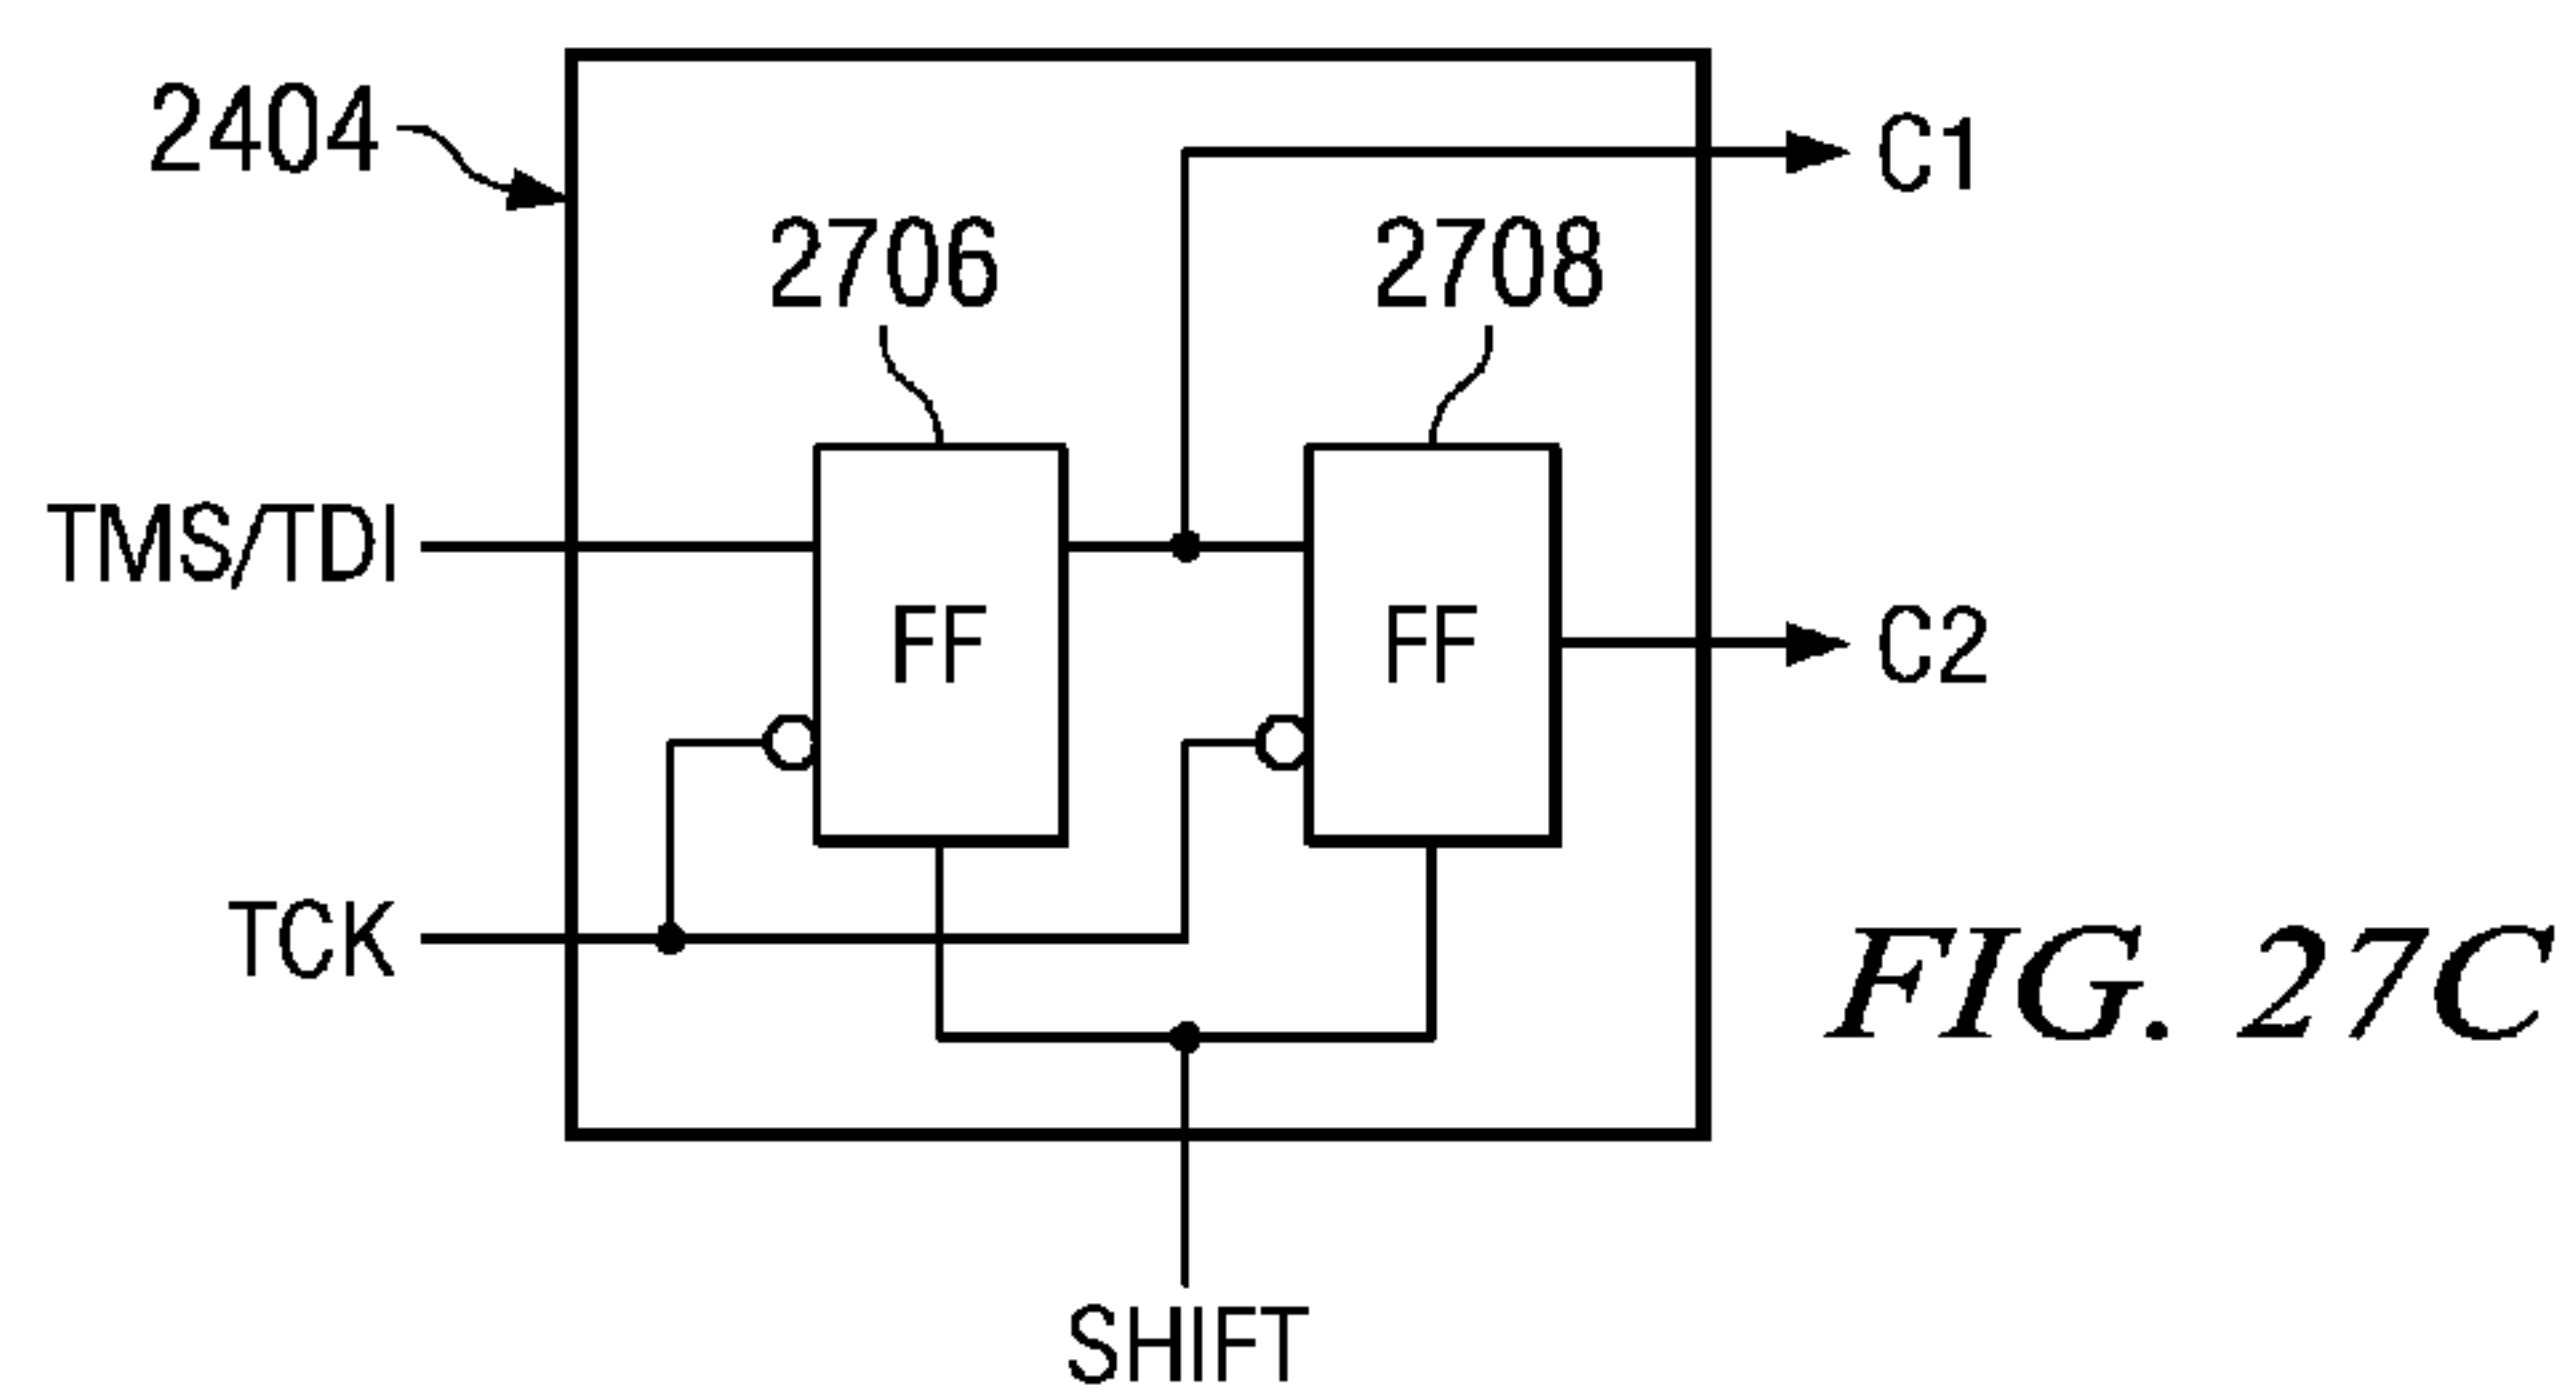 2404
C1
2706
2708
TMS/TDI
FF
FF
C2
TCK
FIG. 27C
SHIFT